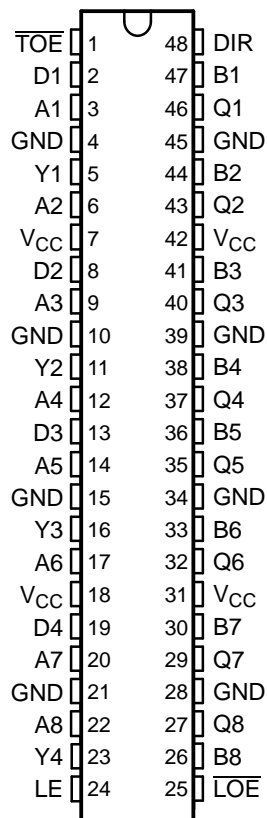 T̅O̅E̅ 1 48 DIR
D1 2 47 B1
A1 3 46 Q1
GND 4 45 GND
Y1 5 44 B2
A2 6 43 Q2
VCC 7 42 VCC
D2 8 41 B3
A3 9 40 Q3
GND 10 39 GND
Y2 11 38 B4
A4 12 37 Q4
D3 13 36 B5
A5 14 35 Q5
GND 15 34 GND
Y3 16 33 B6
A6 17 32 Q6
VCC 18 31 VCC
D4 19 30 B7
A7 20 29 Q7
GND 21 28 GND
A8 22 27 Q8
Y4 23 26 B8
LE 24 25 L̅O̅E̅